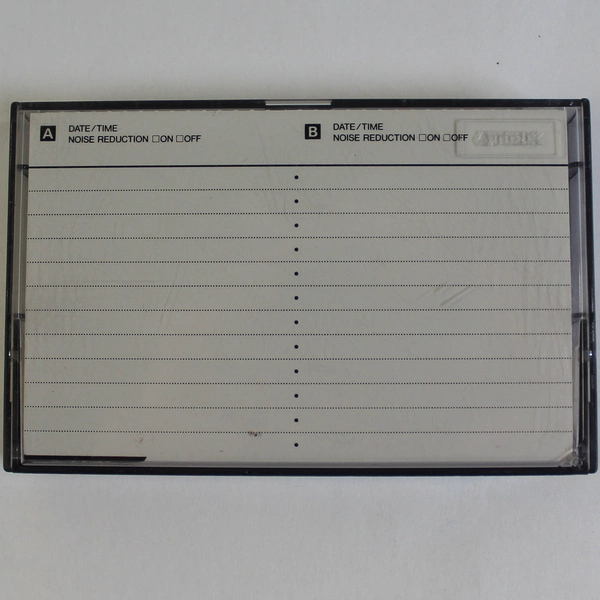 A DATE/TIME
NOISE REDUCTION □ON □OFF
B DATE/TIME
NOISE REDUCTION □ON □OFF